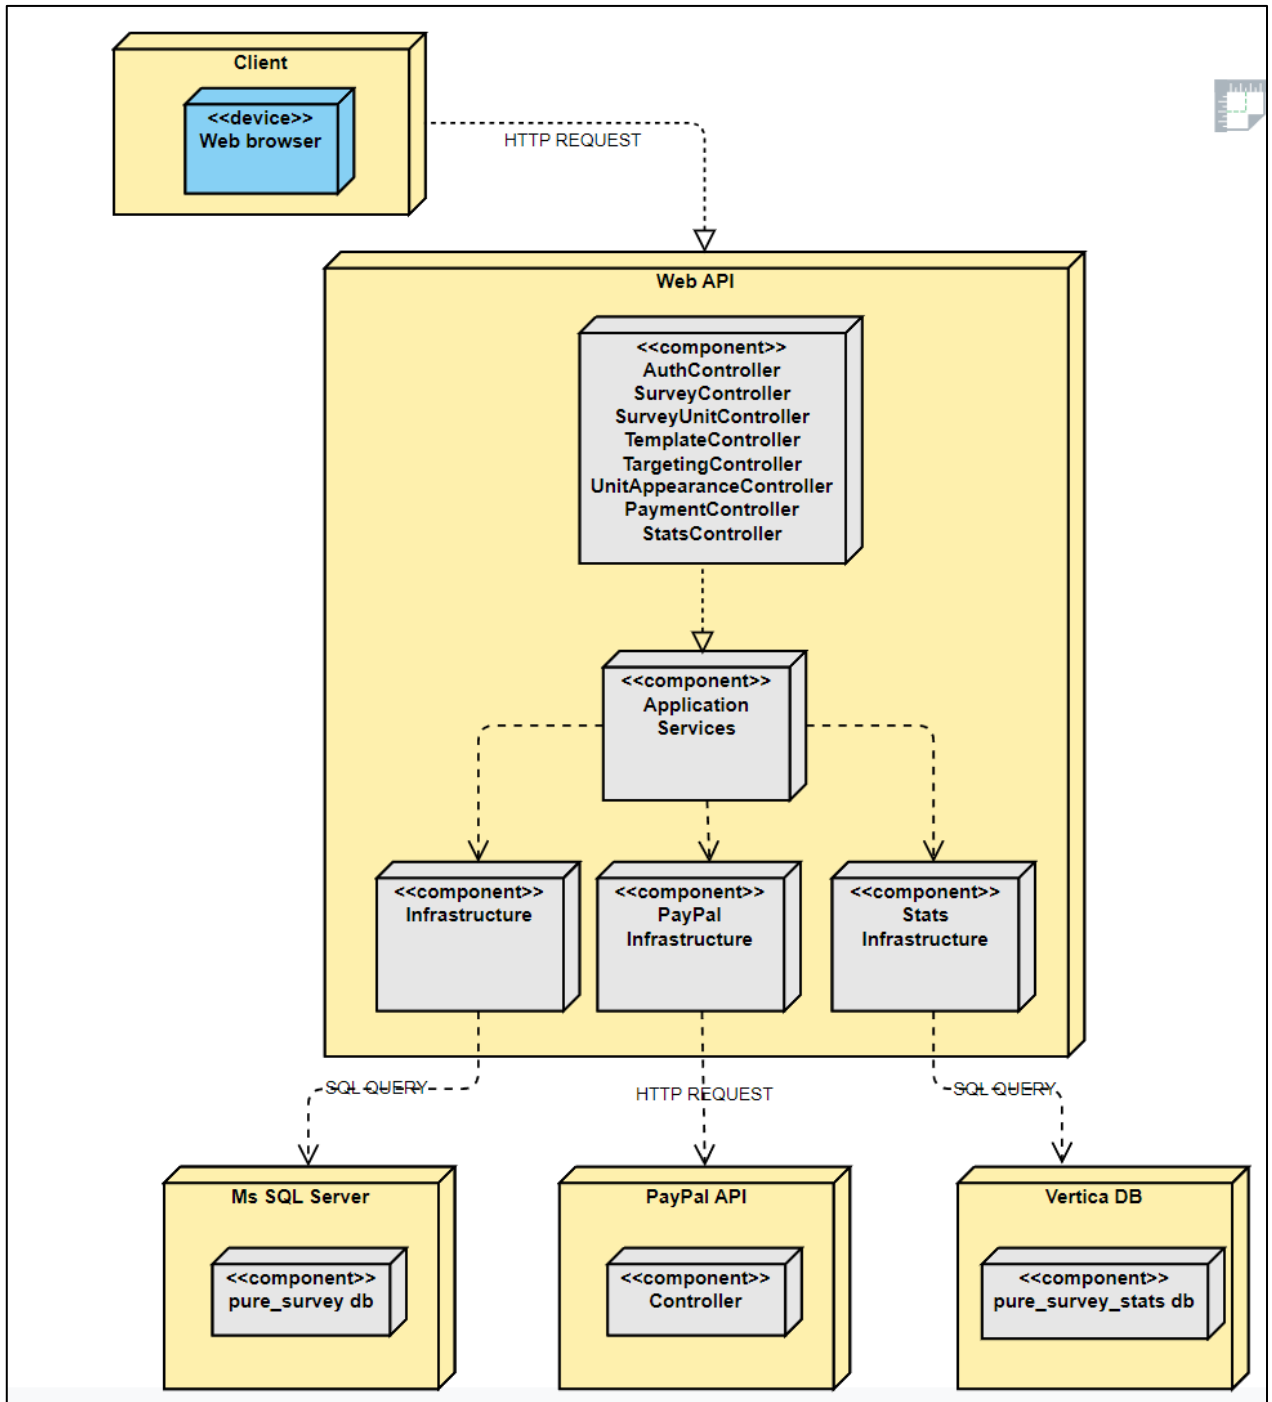 Client
<<device>>
Web browser
HTTP REQUEST
Web API
<<component>>
AuthController
SurveyController
SurveyUnitController
TemplateController
TargetingController
UnitAppearanceController
PaymentController
StatsController
<<component>>
Application
Services
<<component>>
Infrastructure
<<component>>
PayPal
Infrastructure
<<component>>
Stats
Infrastructure
SQL QUERY
HTTP REQUEST
SQL QUERY
Ms SQL Server
<<component>>
pure_survey db
PayPal API
<<component>>
Controller
Vertica DB
<<component>>
pure_survey_stats db